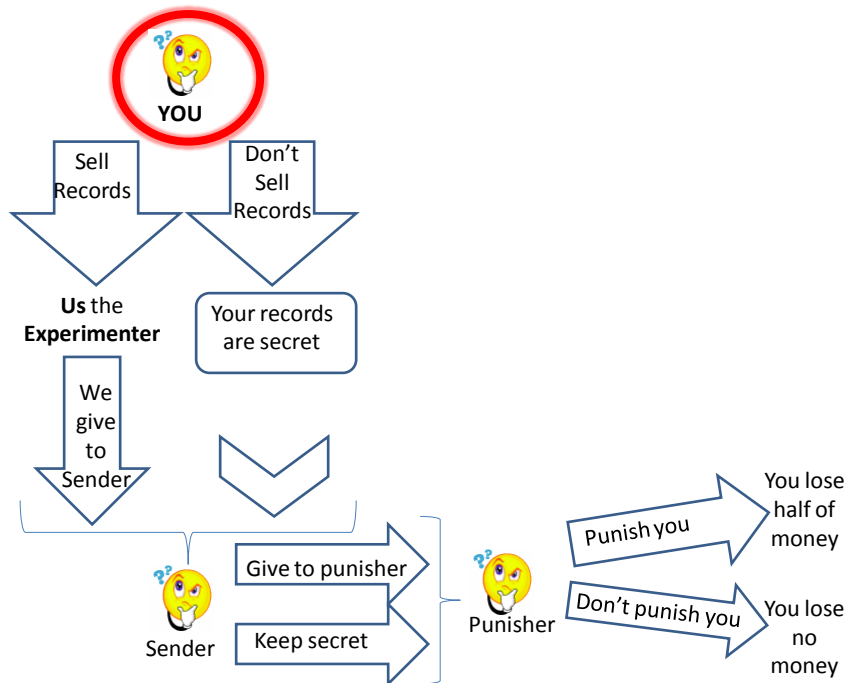 ??
YOU
Sell
Records
Don't
Sell
Records
Us the
Experimenter
Your records
are secret
We
give
to
Sender
??
Sender
Give to punisher
Keep secret
??
Punisher
Punish you
Don't punish you
You lose
half of
money
You lose
no
money